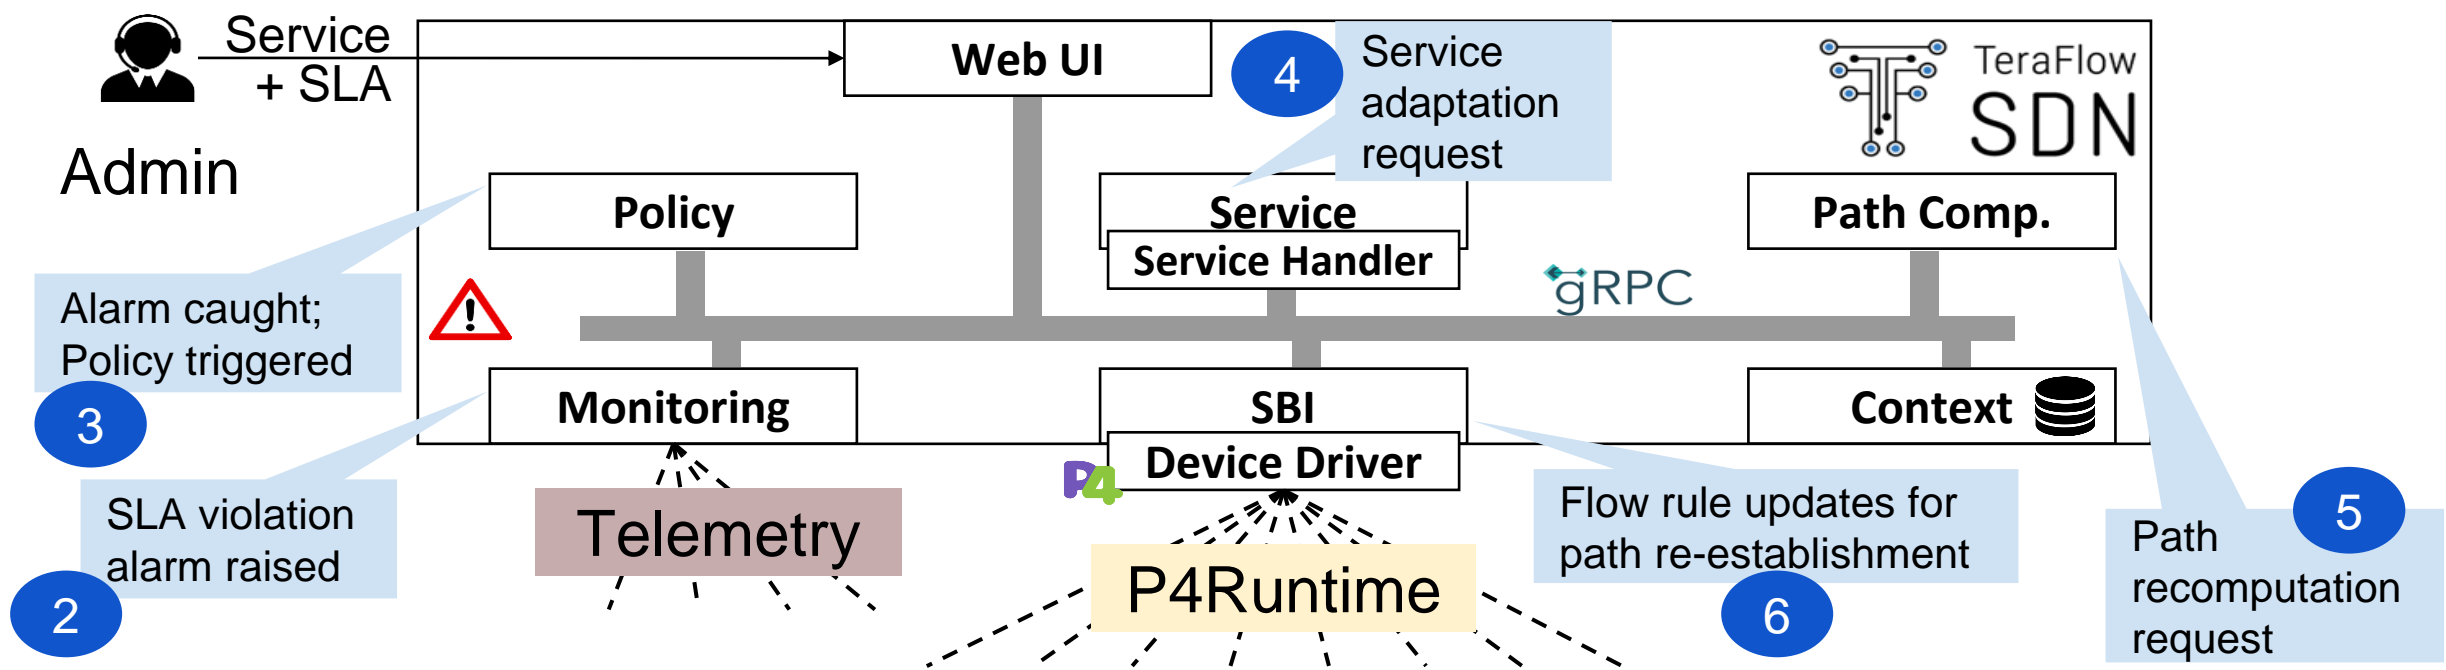 Service
+ SLA
Admin
Web UI
4
Service
adaptation
request
TeraFlow
SDN
Policy
Service
Service Handler
Path Comp.
gRPC
Alarm caught;
Policy triggered
3
Monitoring
SBI
Device Driver
P4
Context
SLA violation
alarm raised
2
Telemetry
P4Runtime
Flow rule updates for
path re-establishment
6
5
Path
recomputation
request